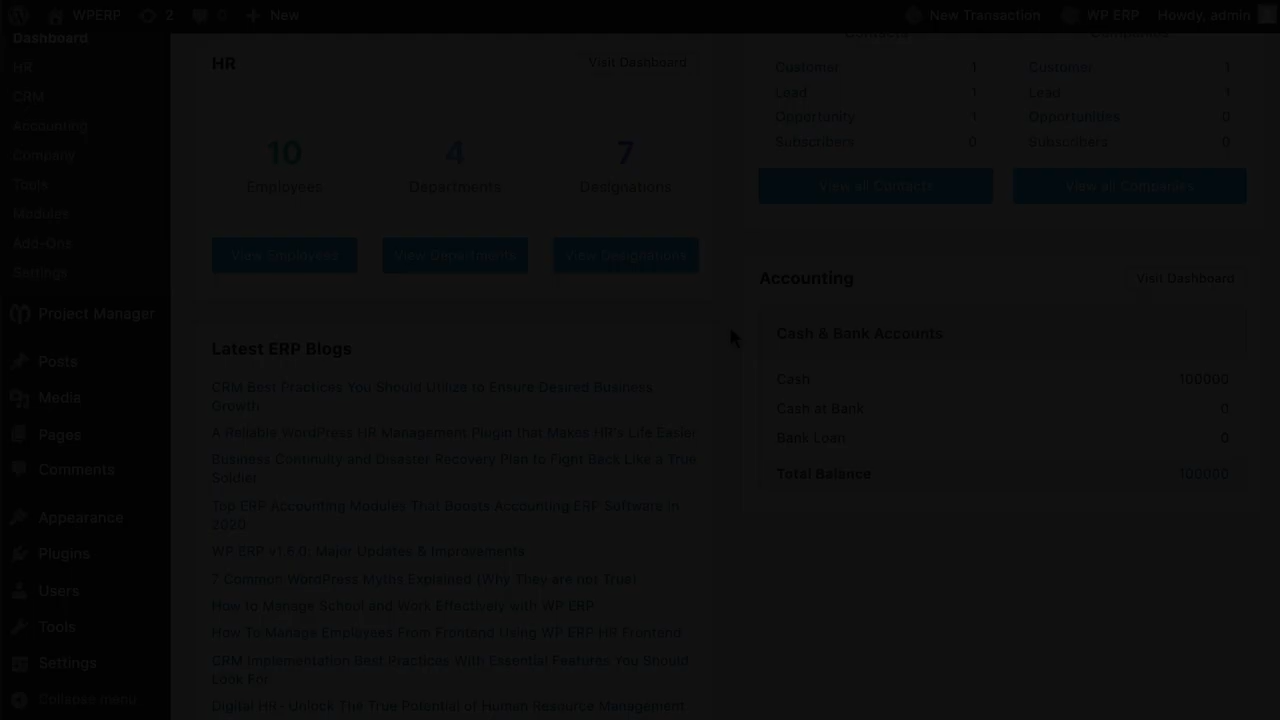 WPERP 2 0 + New New Transaction WP ERP Howdy, admin
Dashboard
HR
CRM
Accounting
Company
Tools
Modules
Add-Ons
Settings
Project Manager
Posts
Media
Pages
Comments
Appearance
Plugins
Users
Tools
Settings
Collapse menu
HR Visit Dashboard
10 4 7
Employees Departments Designations
View Employees View Departments View Designations
Latest ERP Blogs
CRM Best Practices You Should Utilize to Ensure Desired Business
Growth
A Reliable WordPress HR Management Plugin that Makes HR's Life Easier
Business Continuity and Disaster Recovery Plan to Fight Back Like a True
Soldier
Top ERP Accounting Modules That Boosts Accounting ERP Software in
2020
WP ERP v1.6.0: Major Updates & Improvements
7 Common WordPress Myths Explained (Why They are not True)
How to Manage School and Work Effectively with WP ERP
How To Manage Employees From Frontend Using WP ERP HR Frontend
CRM Implementation Best Practices With Essential Features You Should
Look For
Digital HR- Unlock The True Potential of Human Resource Management
Contacts Companies
Customer 1 Customer 1
Lead 1 Lead 1
Opportunity 1 Opportunities 0
Subscribers 0 Subscribers 0
View all Contacts View all Companies
Accounting Visit Dashboard
Cash & Bank Accounts
Cash 100000
Cash at Bank 0
Bank Loan 0
Total Balance 100000